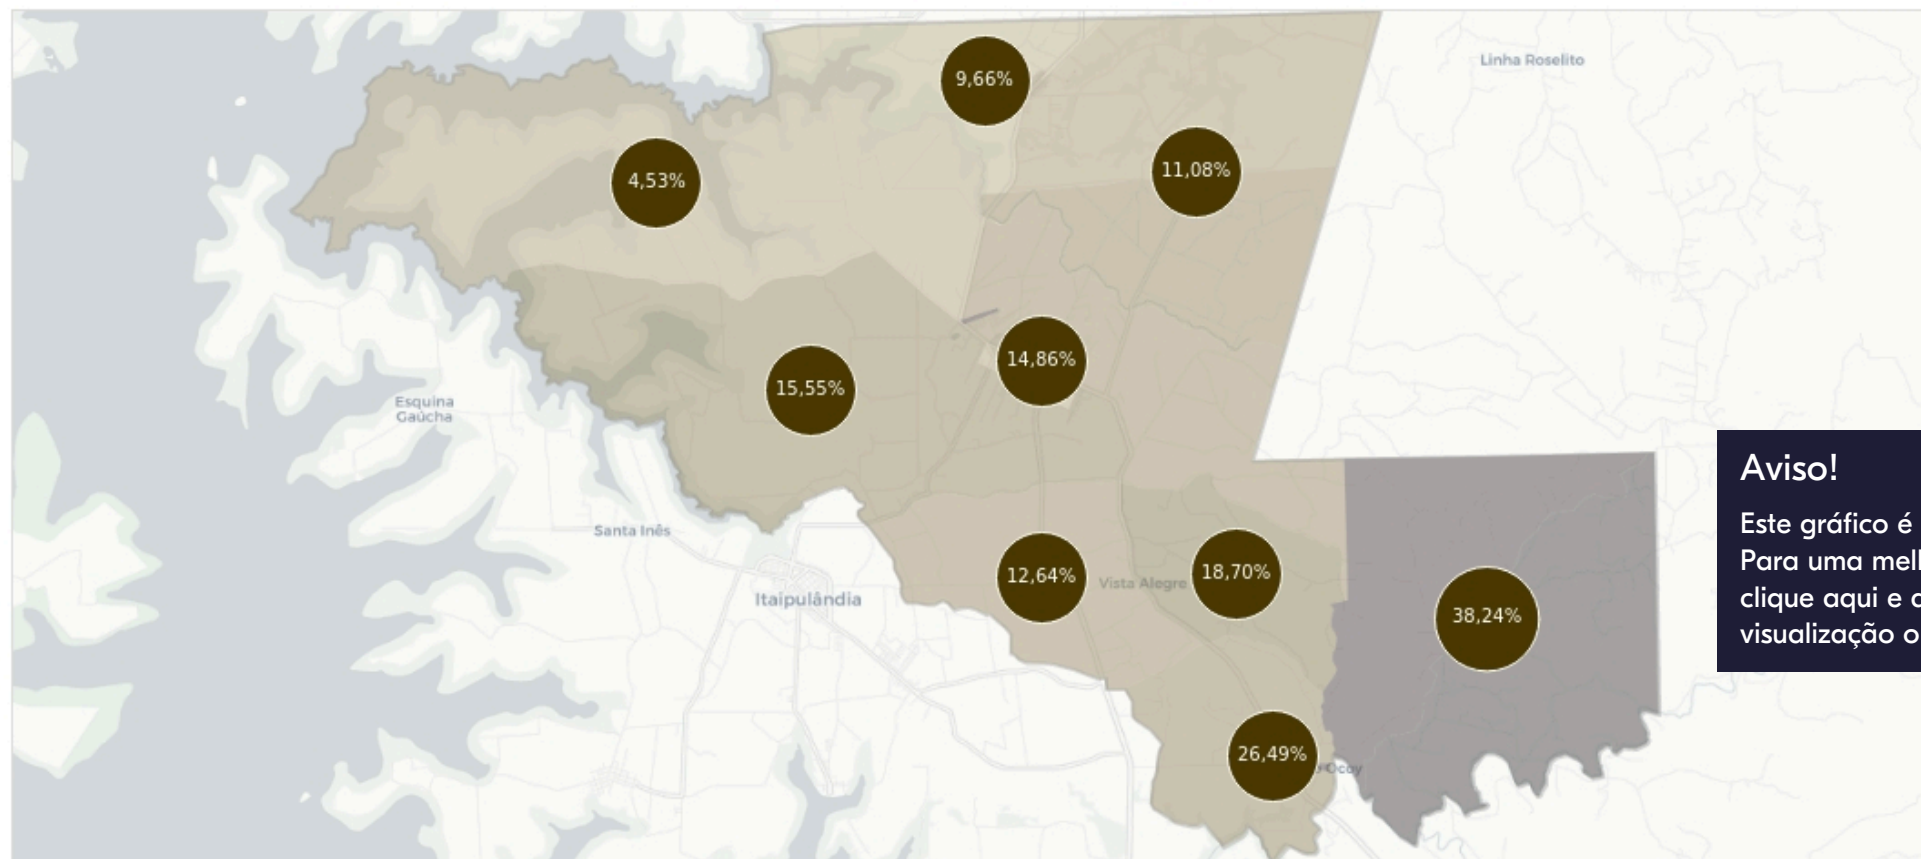 Linha Roselito
9,66%
11,08%
4,53%
14,86%
15,55%
Esquina
Gaúcha
Santa Inês
Itaipulândia
12,64%
Vista Alegre
18,70%
38,24%
26,49%
Ocoy
Aviso!
Este gráfico é
Para uma
clique aqui e
visualização